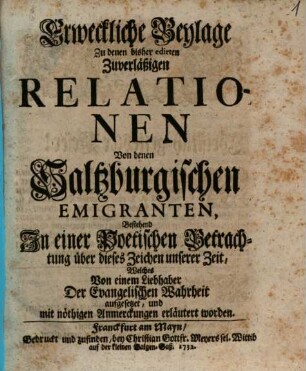 1
Erweckliche Beylage
Zu denen bisher edirten
Zuverläßigen
RELATIO-
NEN
Von denen
Saltzburgischen
EMIGRANTEN,
Bestehend
In einer Poetischen Betrach-
tung über dieses Zeichen unserer Zeit,
Welches
Von einem Liebhaber
Der Evangelischen Wahrheit
aufgesetzet, und
mit nöthigen Anmerckungen erläutert worden.
Franckfurt am Mayn/
Gedruckt und zufinden/ bey Christian Gottfr. Meyers sel. Wittib
auf der kleinen Galgen-Gaß. 1732.